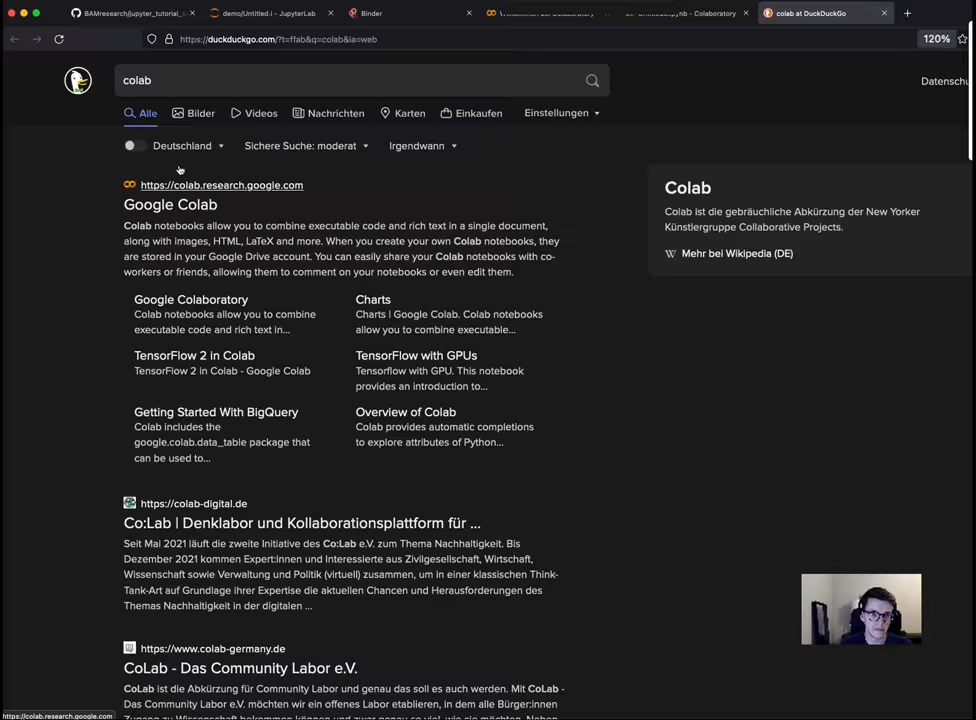 BAMresearch/jupyter_tutorial_
demo/Untitled.i - JupyterLab
Binder
Colaboratory
colab at DuckDuckGo
https://duckduckgo.com/?t=ffab&q=colab&ia=web
120%
colab
Datenschu
Alle
Bilder
Videos
Nachrichten
Karten
Einkaufen
Einstellungen
Deutschland
Sichere Suche: moderat
Irgendwann
https://colab.research.google.com
Google Colab
Colab notebooks allow you to combine executable code and rich text in a single document,
along with images, HTML, LaTeX and more. When you create your own Colab notebooks, they
are stored in your Google Drive account. You can easily share your Colab notebooks with co-
workers or friends, allowing them to comment on your notebooks or even edit them.
Google Colaboratory
Colab notebooks allow you to combine
executable code and rich text in...
Charts
Charts | Google Colab. Colab notebooks
allow you to combine executable...
TensorFlow 2 in Colab
TensorFlow 2 in Colab - Google Colab
TensorFlow with GPUs
Tensorflow with GPU. This notebook
provides an introduction to...
Getting Started With BigQuery
Colab includes the
google.colab.data_table package that
can be used to...
Overview of Colab
Colab provides automatic completions
to explore attributes of Python...
https://colab-digital.de
Co:Lab | Denklabor und Kollaborationsplattform für ...
Seit Mai 2021 läuft die zweite Initiative des Co:Lab e.V. zum Thema Nachhaltigkeit. Bis
Dezember 2021 kommen Expert:innen und Interessierte aus Zivilgesellschaft, Wirtschaft,
Wissenschaft sowie Verwaltung und Politik (virtuell) zusammen, um in einer klassischen Think-
Tank-Art auf Grundlage ihrer Expertise die aktuellen Chancen und Herausforderungen des
Themas Nachhaltigkeit in der digitalen ...
https://www.colab-germany.de
CoLab - Das Community Labor e.V.
CoLab ist die Abkürzung für Community Labor und genau das soll es auch werden. Mit CoLab -
Das Community Labor e.V. möchten wir ein offenes Labor etablieren, in dem alle Bürger:innen
Colab
Colab ist die gebräuchliche Abkürzung der New Yorker
Künstlergruppe Collaborative Projects.
W Mehr bei Wikipedia (DE)
https://colab.research.google.com